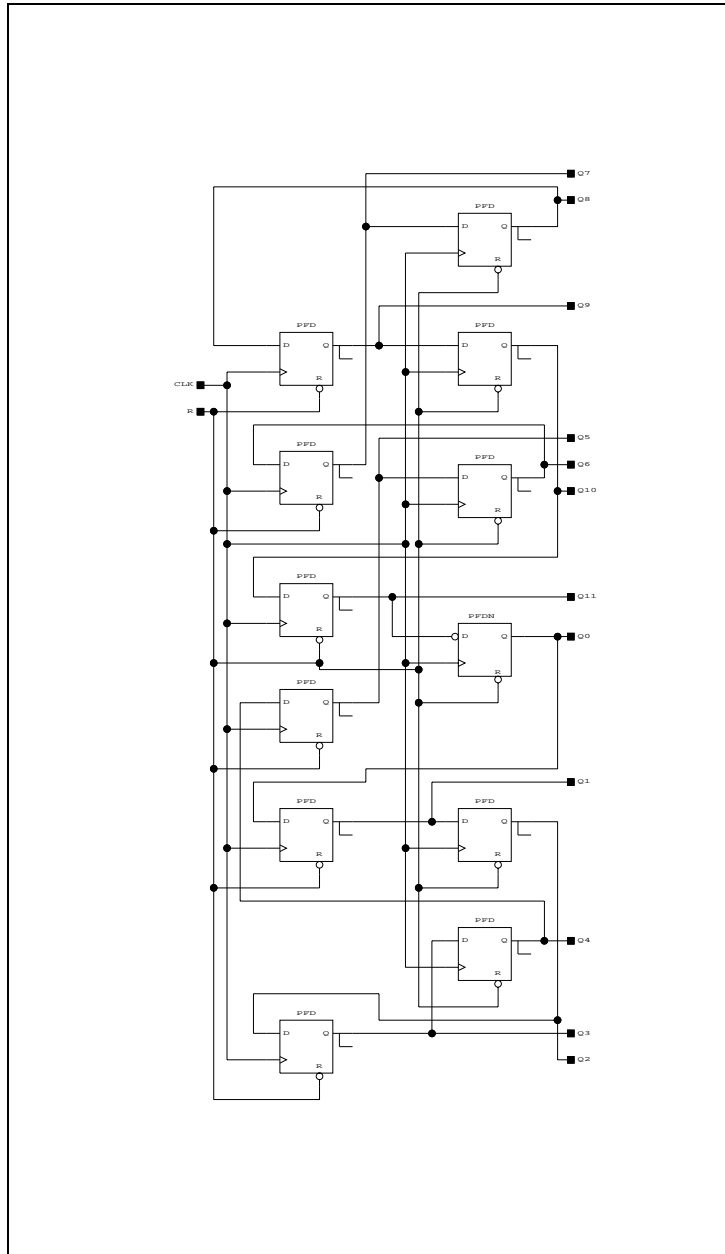 Q7
Q8
PFD
D Q
R
Q9
PFD PFD
D Q D Q
R R
CLK
R
Q5
PFD Q6
D Q PFD
D Q
Q10
R R
PFD
D Q Q11
R
PFDN
D Q Q0
R
PFD
D Q
R
Q1
PFD PFD
D Q D Q
R R
PFD
D Q Q4
R
PFD
D Q Q3
Q2
R